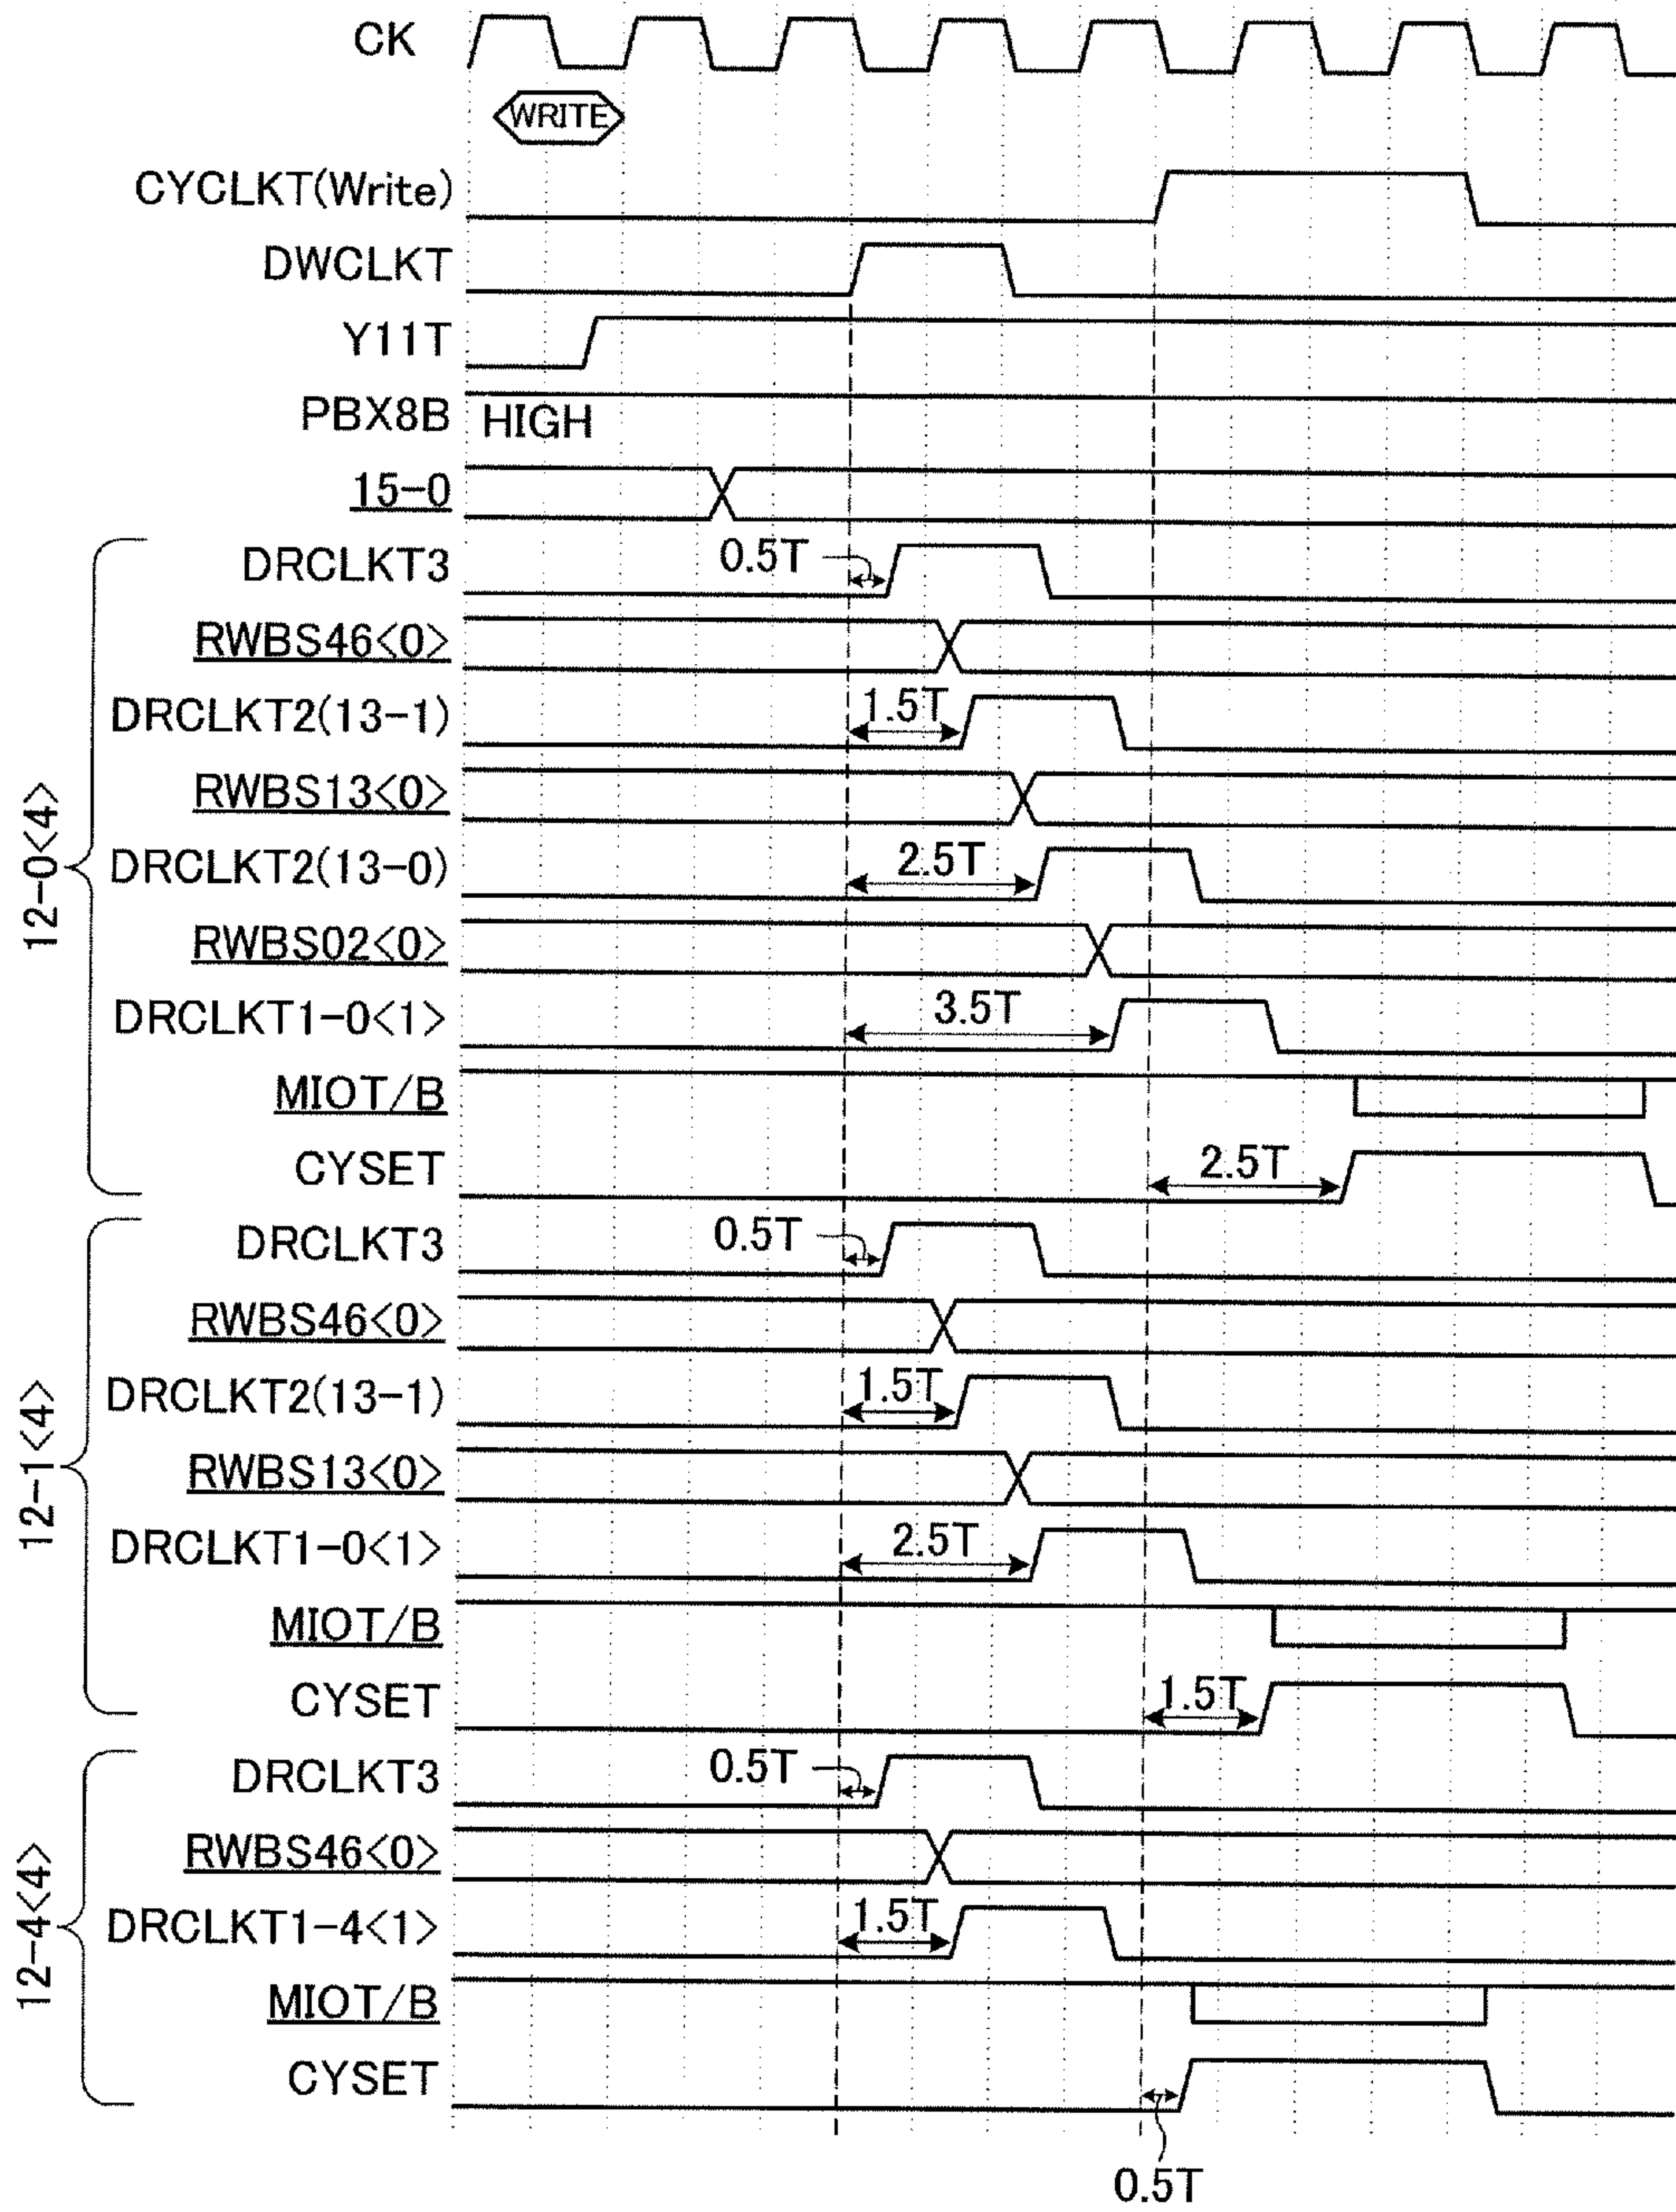 CK
WRITE
CYCLKT(Write)
DWCLKT
Y11T
PBX8B HIGH
15-0
12-0<4>
DRCLKT3 0.5T
RWBS46<0>
DRCLKT2(13-1) 1.5T
RWBS13<0>
DRCLKT2(13-0) 2.5T
RWBS02<0>
DRCLKT1-0<1> 3.5T
MIOT/B
CYSET 2.5T
12-1<4>
DRCLKT3 0.5T
RWBS46<0>
DRCLKT2(13-1) 1.5T
RWBS13<0>
DRCLKT1-0<1> 2.5T
MIOT/B
CYSET 1.5T
12-4<4>
DRCLKT3 0.5T
RWBS46<0>
DRCLKT1-4<1> 1.5T
MIOT/B
CYSET
0.5T